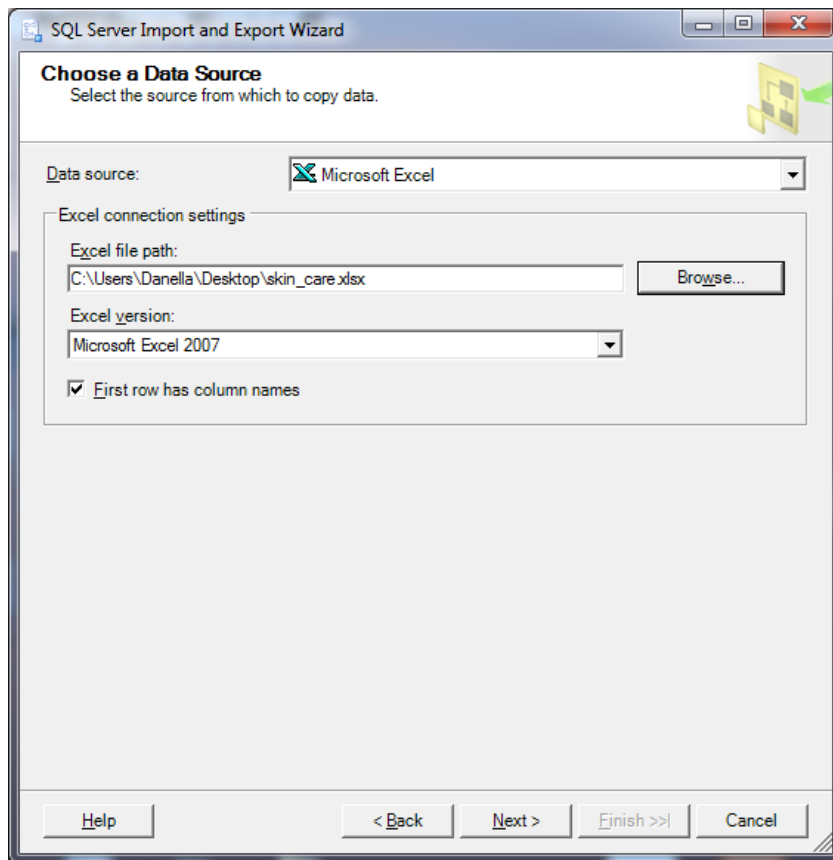 SQL Server Import and Export Wizard
Choose a Data Source
Select the source from which to copy data.
Data source: Microsoft Excel
Excel connection settings
Excel file path:
C:\Users\Danella\Desktop\skin_care.xlsx Browse...
Excel version:
Microsoft Excel 2007
First row has column names
Help < Back Next > Finish >>| Cancel